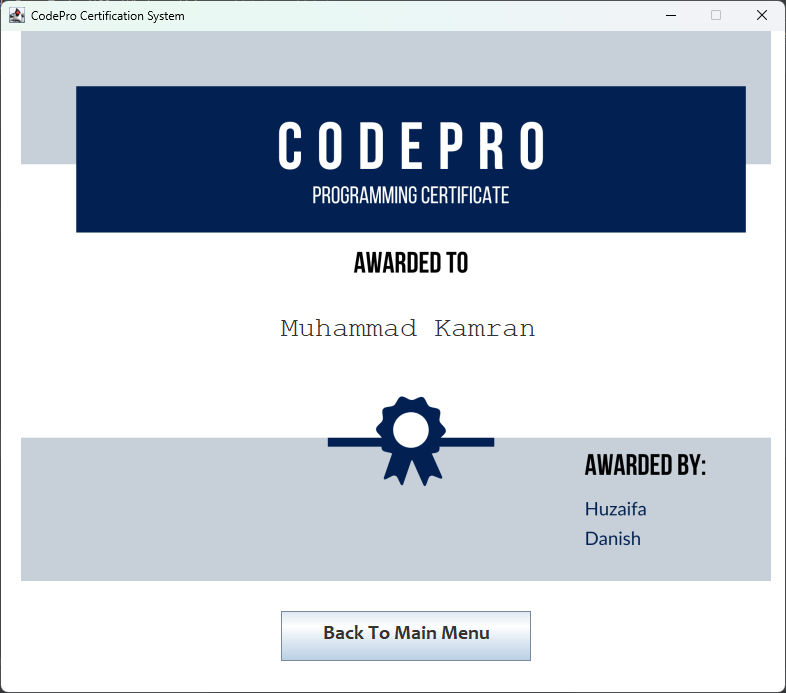 CodePro Certification System
CODEPRO
PROGRAMMING CERTIFICATE
AWARDED TO
Muhammad Kamran
AWARDED BY:
Huzaifa
Danish
Back To Main Menu